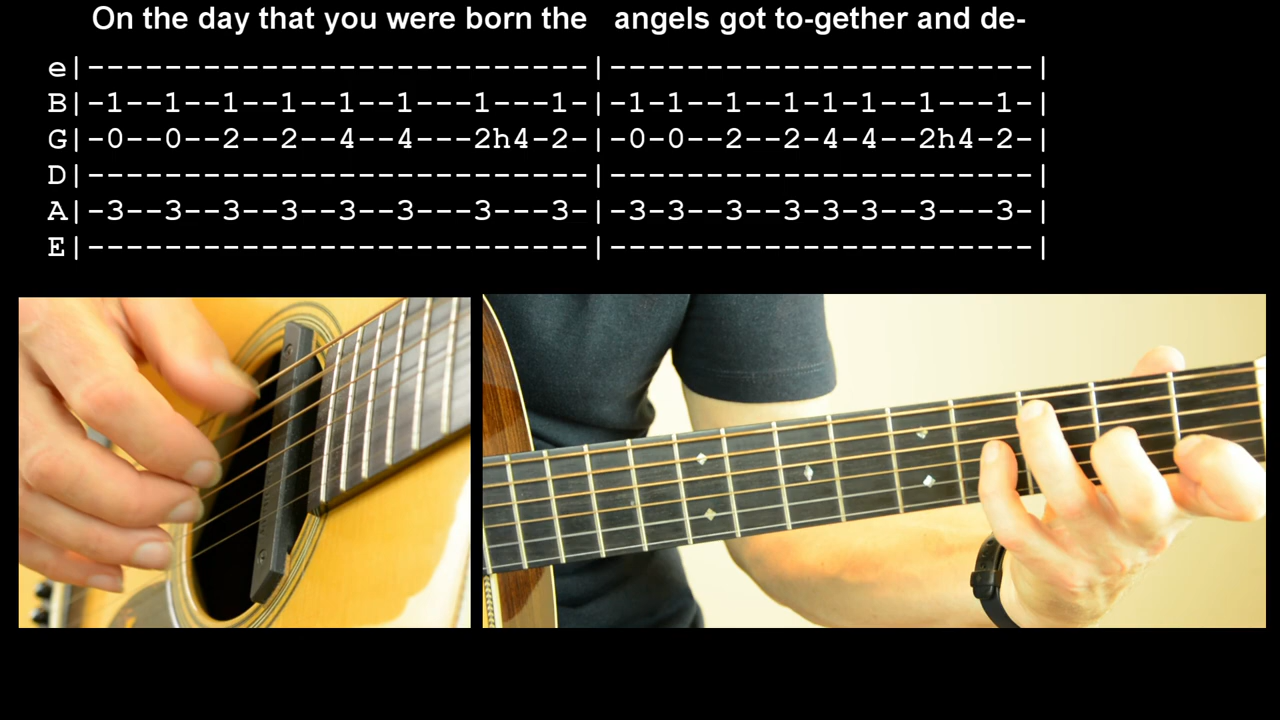 On the day that you were born the angels got to-gether and de-
e|--------------------------|----------------------|
B|-1--1--1--1--1--1---1---1-|-1-1--1--1-1-1--1---1-|
G|-0--0--2--2--4--4---2h4-2-|-0-0--2--2-4-4--2h4-2-|
D|--------------------------|----------------------|
A|-3--3--3--3--3--3---3---3-|-3-3--3--3-3-3--3---3-|
E|--------------------------|----------------------|